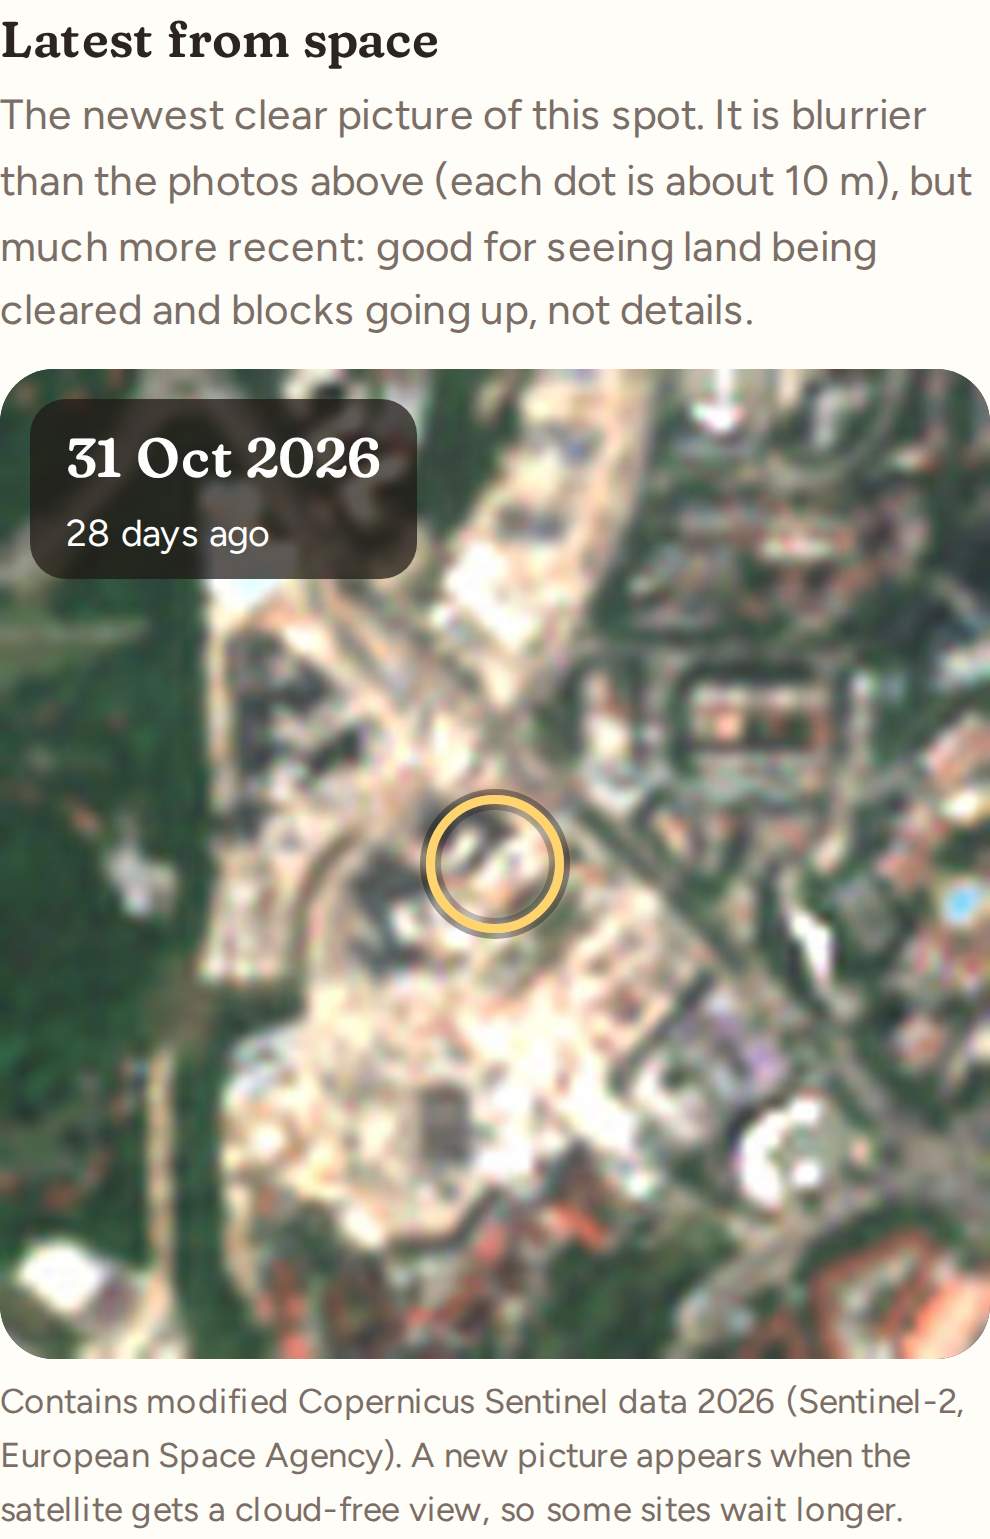 Latest from space
The newest clear picture of this spot. It is blurrier
than the photos above (each dot is about 10 m), but
much more recent: good for seeing land being
cleared and blocks going up, not details.
31 Oct 2026
28 days ago
Contains modified Copernicus Sentinel data 2026 (Sentinel-2,
European Space Agency). A new picture appears when the
satellite gets a cloud-free view, so some sites wait longer.